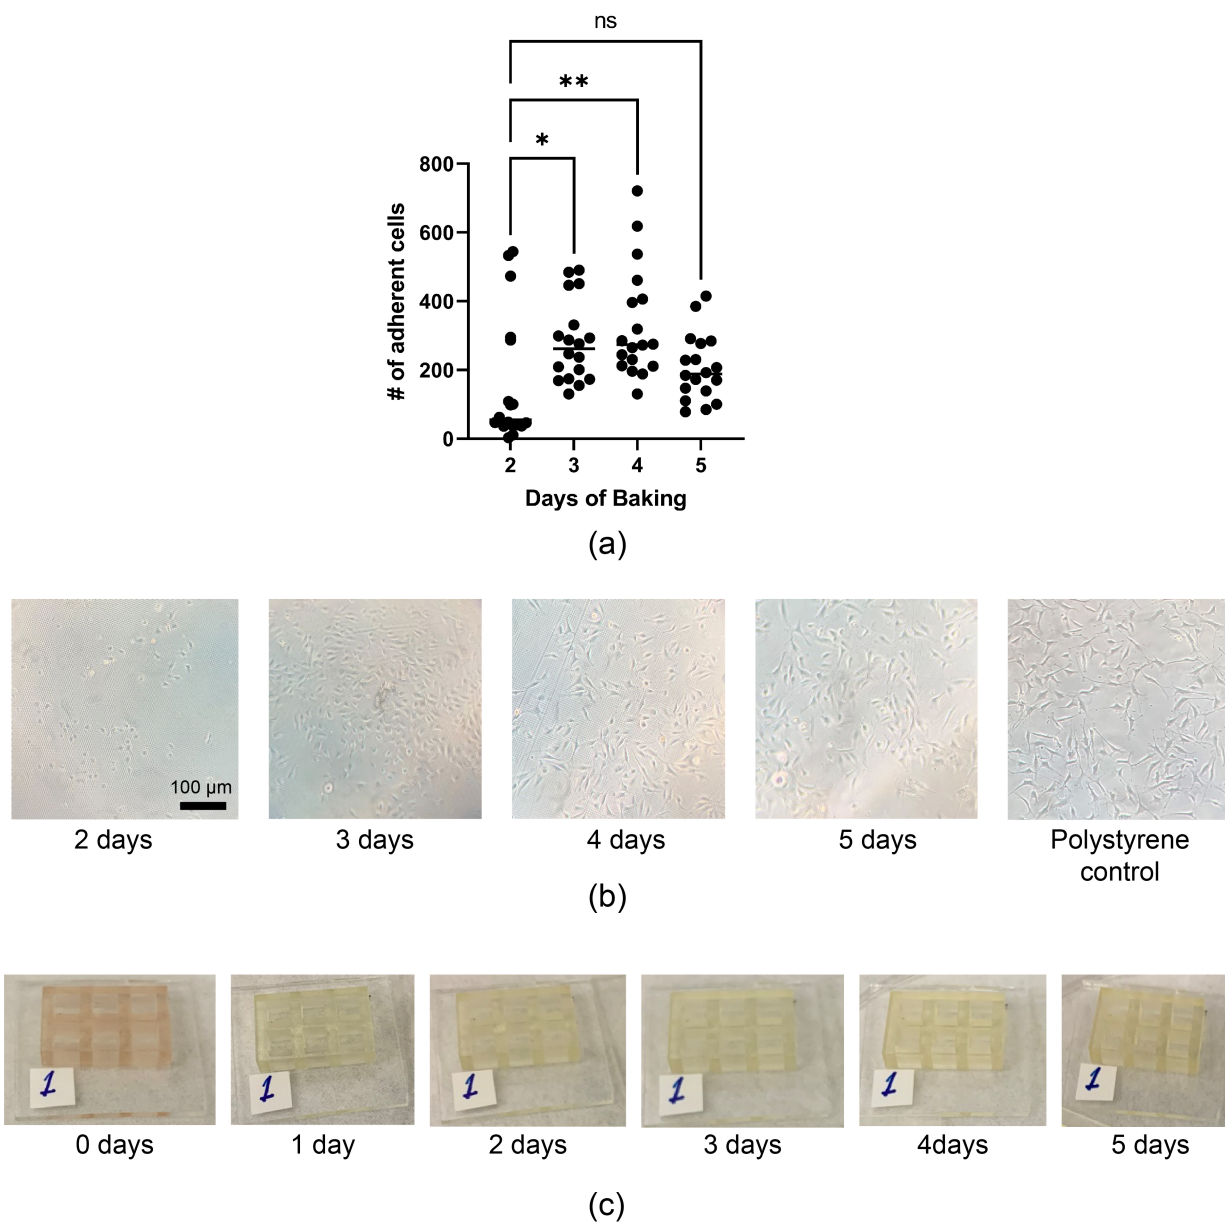 ns
**
*
800
600
400
200
0
# of adherent cells
2 3 4 5
Days of Baking
(a)
100 µm
2 days 3 days 4 days 5 days Polystyrene
control
(b)
1 1 1 1 1 1
0 days 1 day 2 days 3 days 4days 5 days
(c)